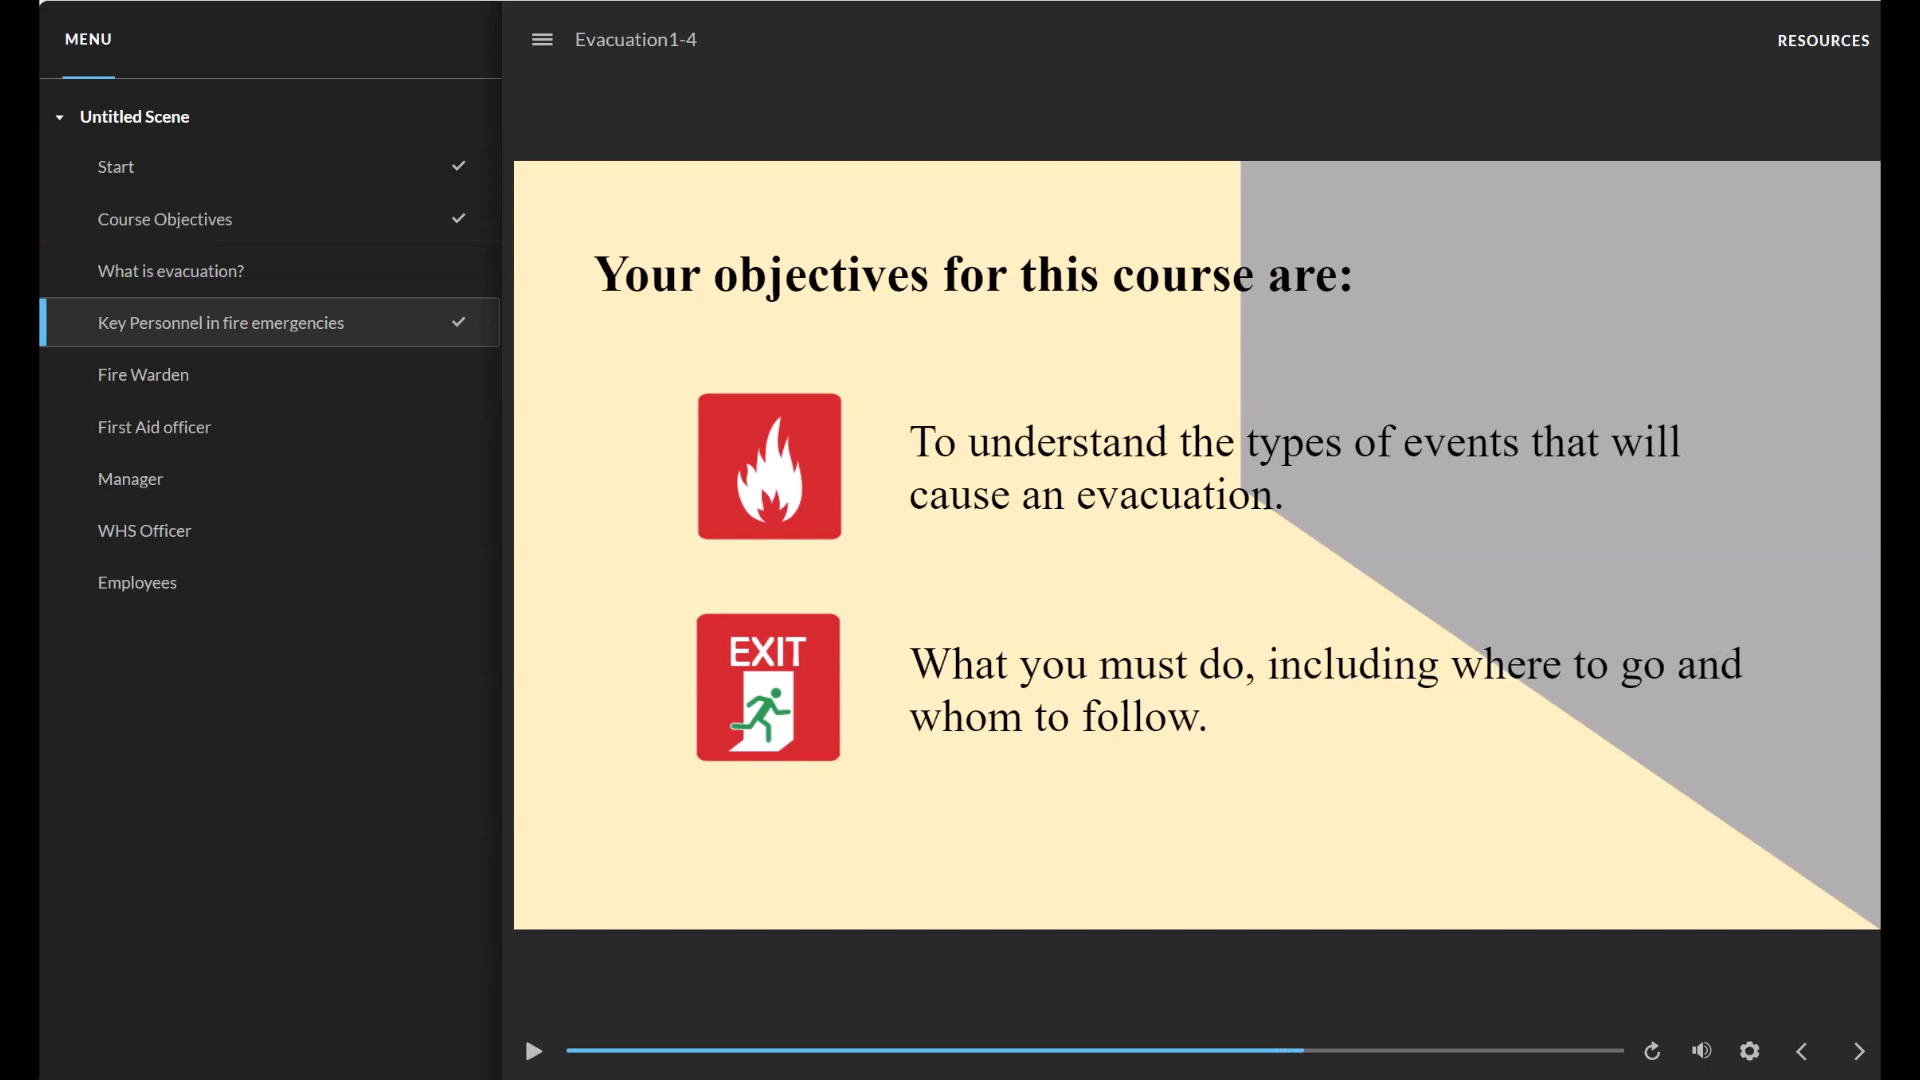 MENU
Evacuation1-4
RESOURCES
Untitled Scene
Start
Course Objectives
What is evacuation?
Key Personnel in fire emergencies
Fire Warden
First Aid officer
Manager
WHS Officer
Employees
Your objectives for this course are:
To understand the types of events that will
cause an evacuation.
EXIT
What you must do, including where to go and
whom to follow.